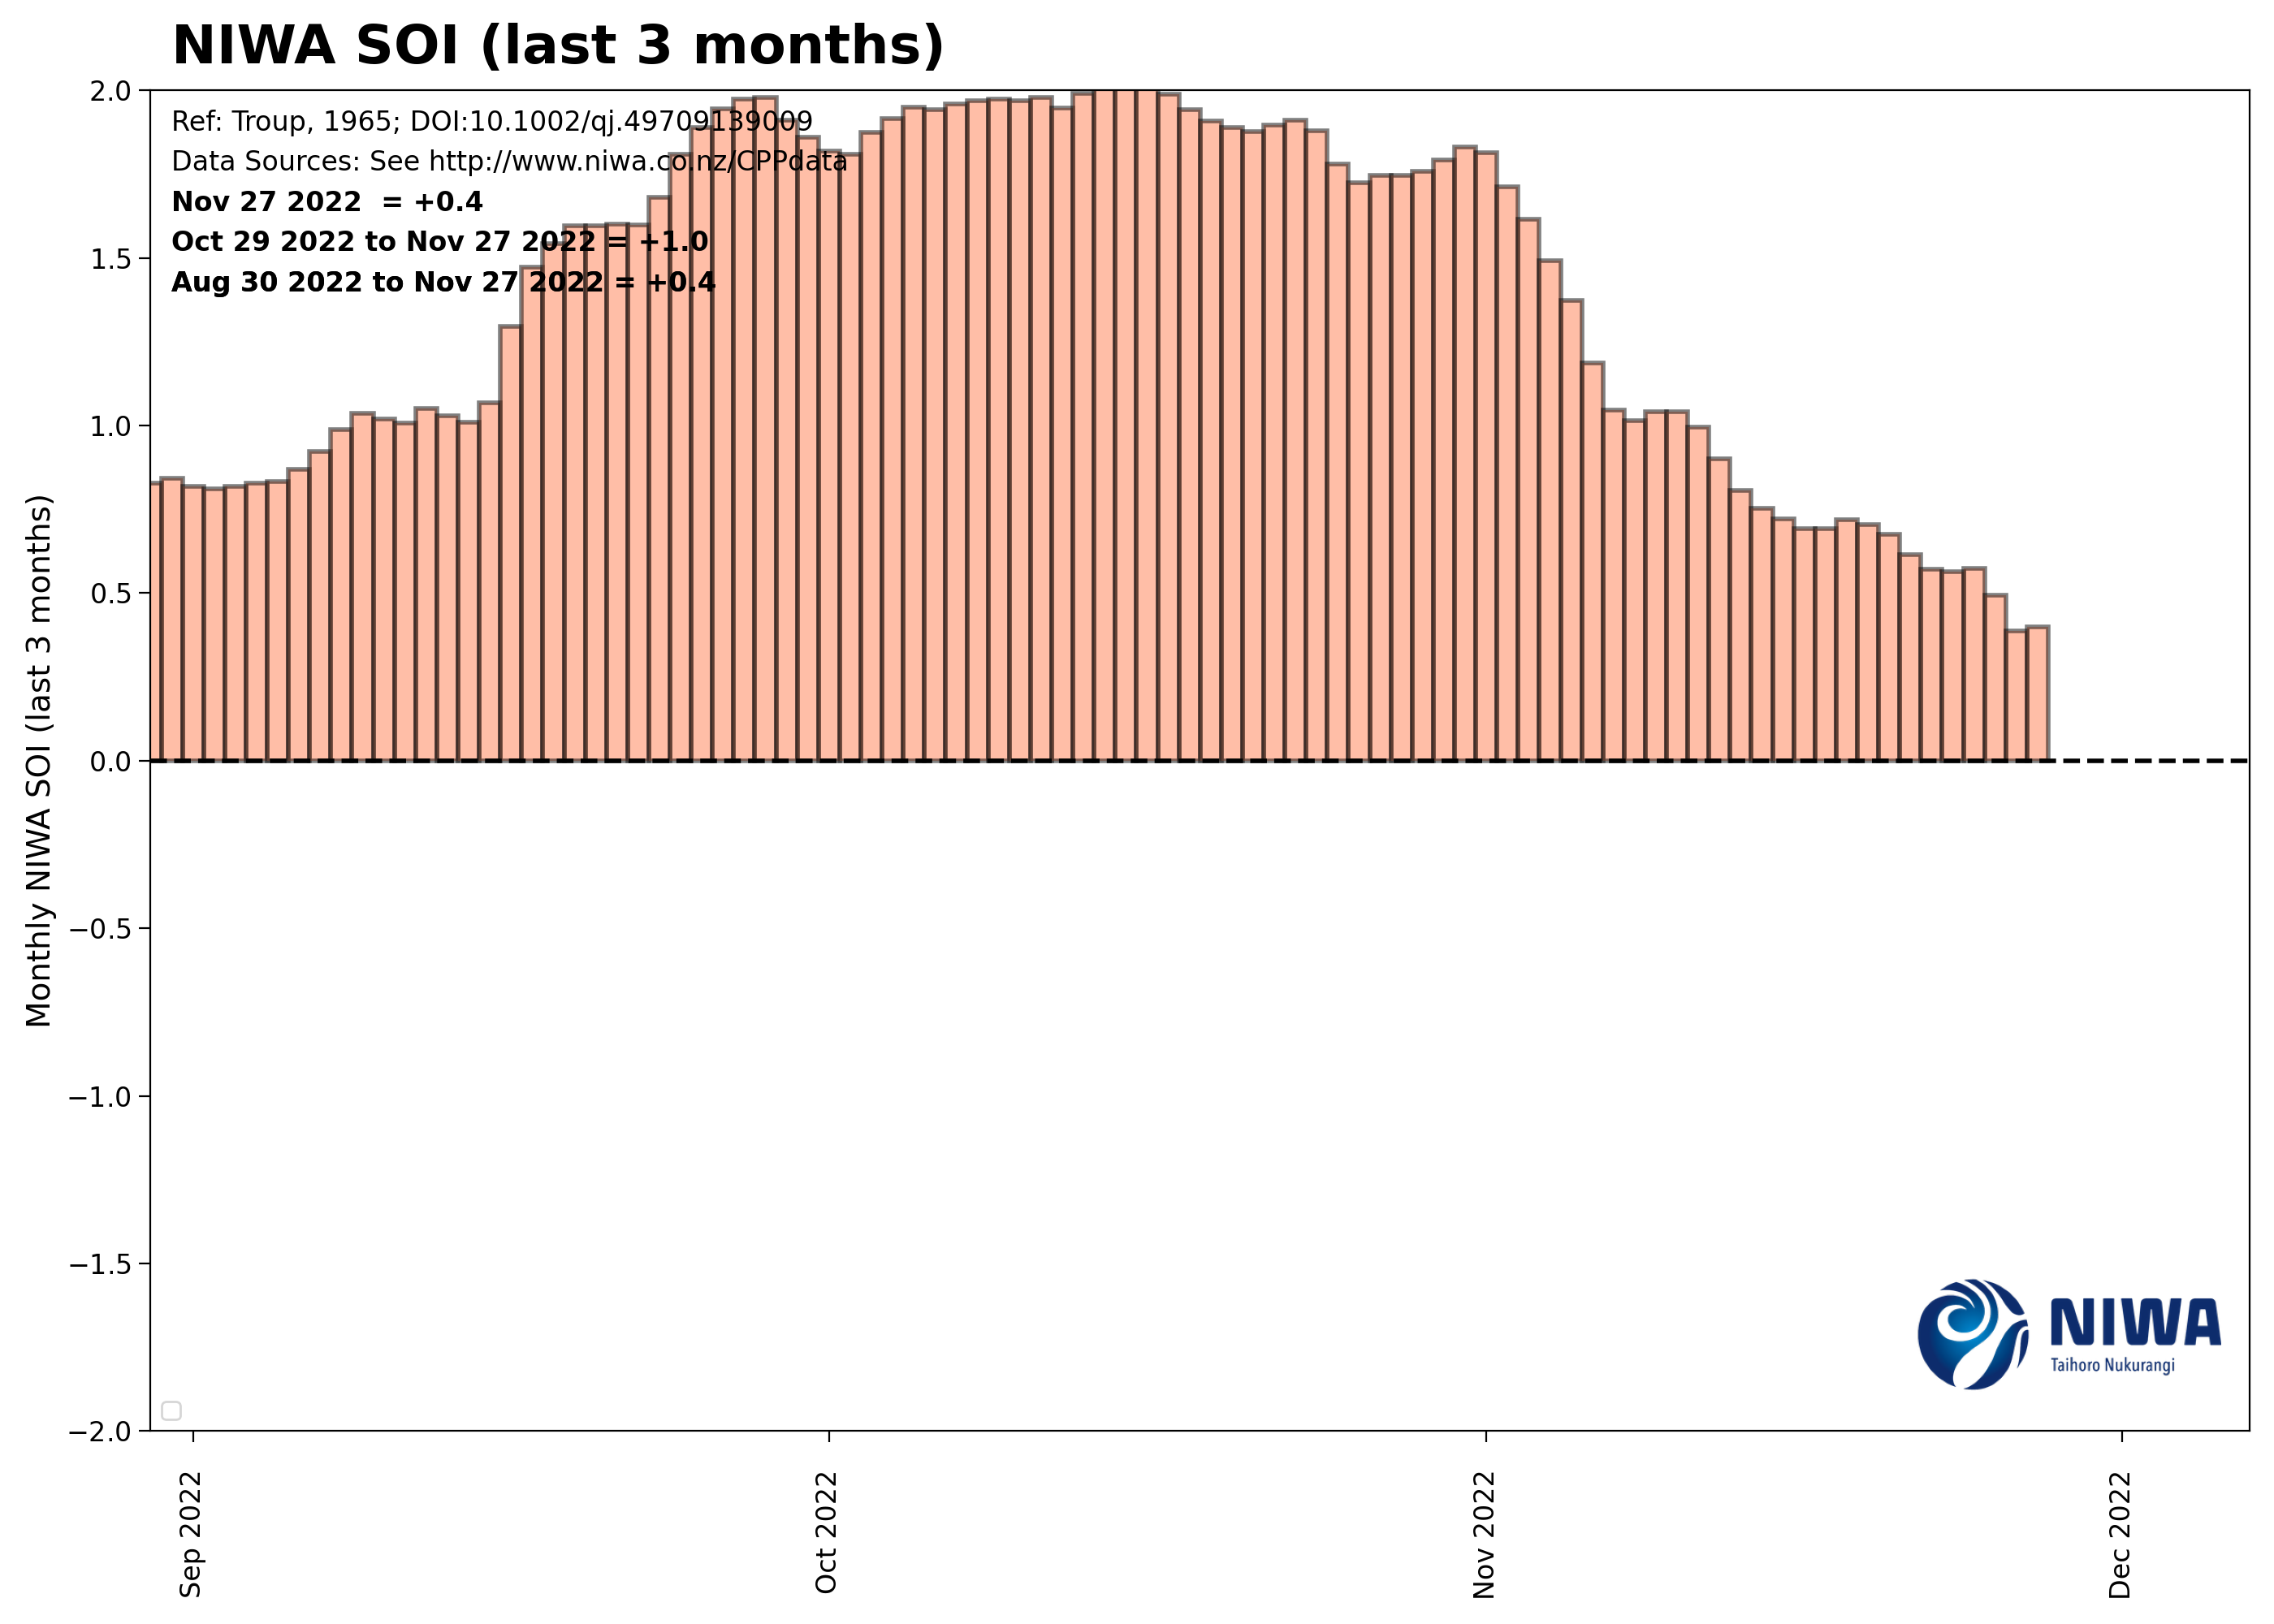 NIWA SOI (last 3 months)
Ref: Troup, 1965; DOI:10.1002/qj.49709139009
Data Sources: See http://www.niwa.co.nz/CPPdata
Nov 27 2022  = +0.4
Oct 29 2022 to Nov 27 2022 = +1.0
Aug 30 2022 to Nov 27 2022 = +0.4
Monthly NIWA SOI (last 3 months)
2.0
1.5
1.0
0.5
0.0
−0.5
−1.0
−1.5
−2.0
Sep 2022
Oct 2022
Nov 2022
Dec 2022
NIWA
Taihoro Nukurangi